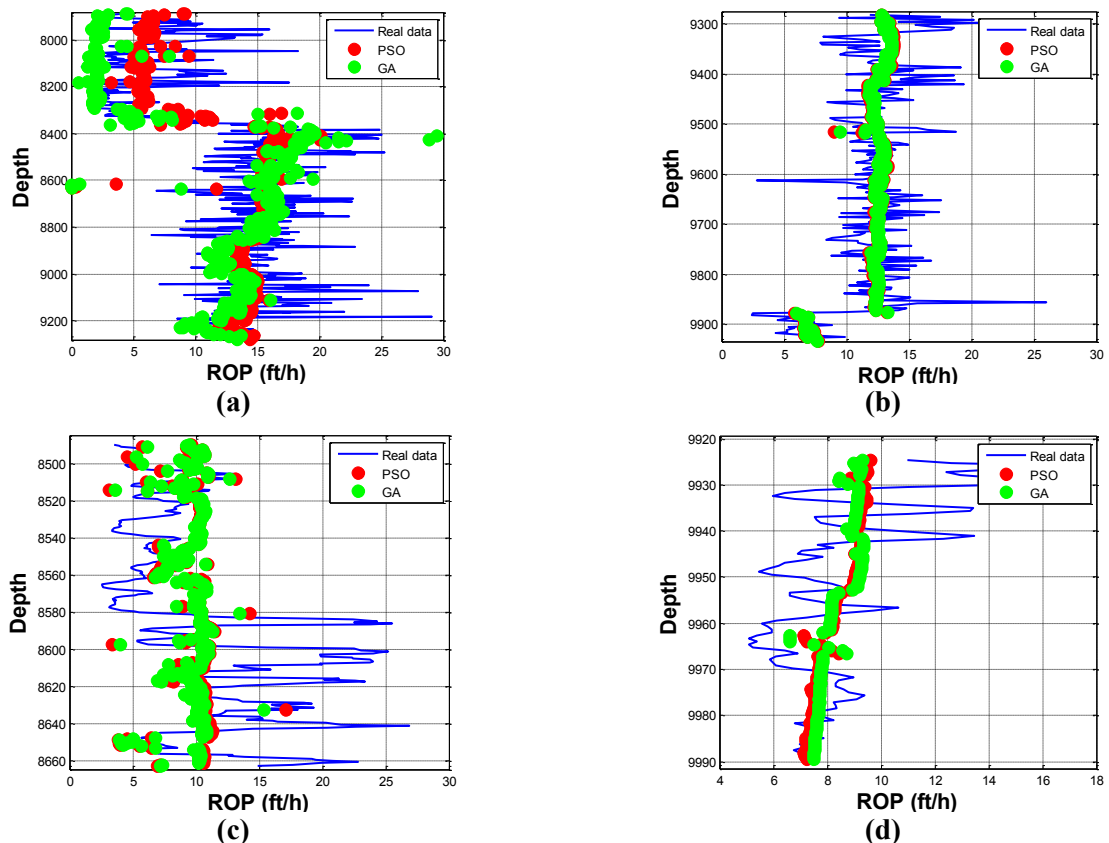 8000
8200
8400
8600
8800
9000
9200
Depth
0 5 10 15 20 25 30
ROP (ft/h)
Real data
PSO
GA
(a)
9300
9400
9500
9600
9700
9800
9900
Depth
0 5 10 15 20 25 30
ROP (ft/h)
Real data
PSO
GA
(b)
8500
8520
8540
8560
8580
8600
8620
8640
8660
Depth
0 5 10 15 20 25 30
ROP (ft/h)
Real data
PSO
GA
(c)
9920
9930
9940
9950
9960
9970
9980
9990
Depth
4 6 8 10 12 14 16 18
ROP (ft/h)
Real data
PSO
GA
(d)